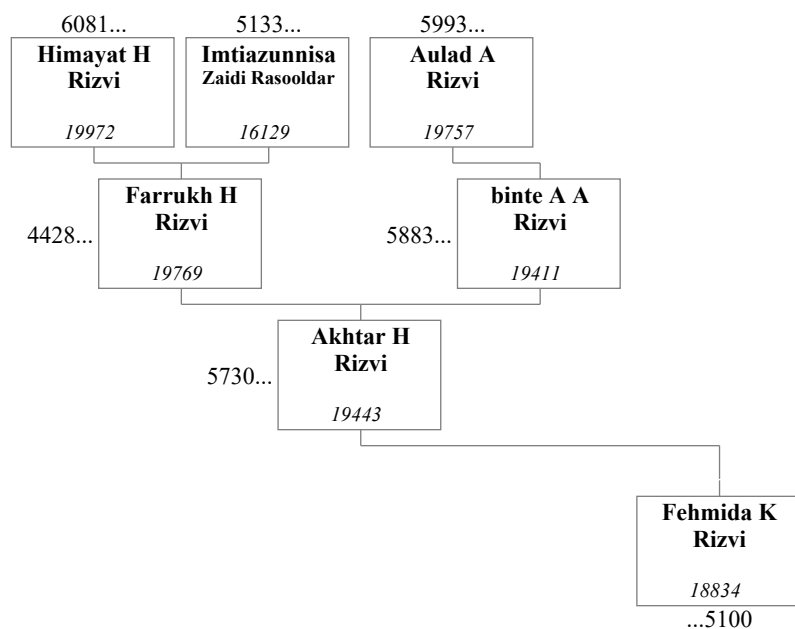 6081...
5133...
5993...
Himayat H
Rizvi
19972
Imtiazunnisa
Zaidi Rasooldar
16129
Aulad A
Rizvi
19757
4428...
Farrukh H
Rizvi
19769
5883...
binte A A
Rizvi
19411
5730...
Akhtar H
Rizvi
19443
Fehmida K
Rizvi
18834
...5100